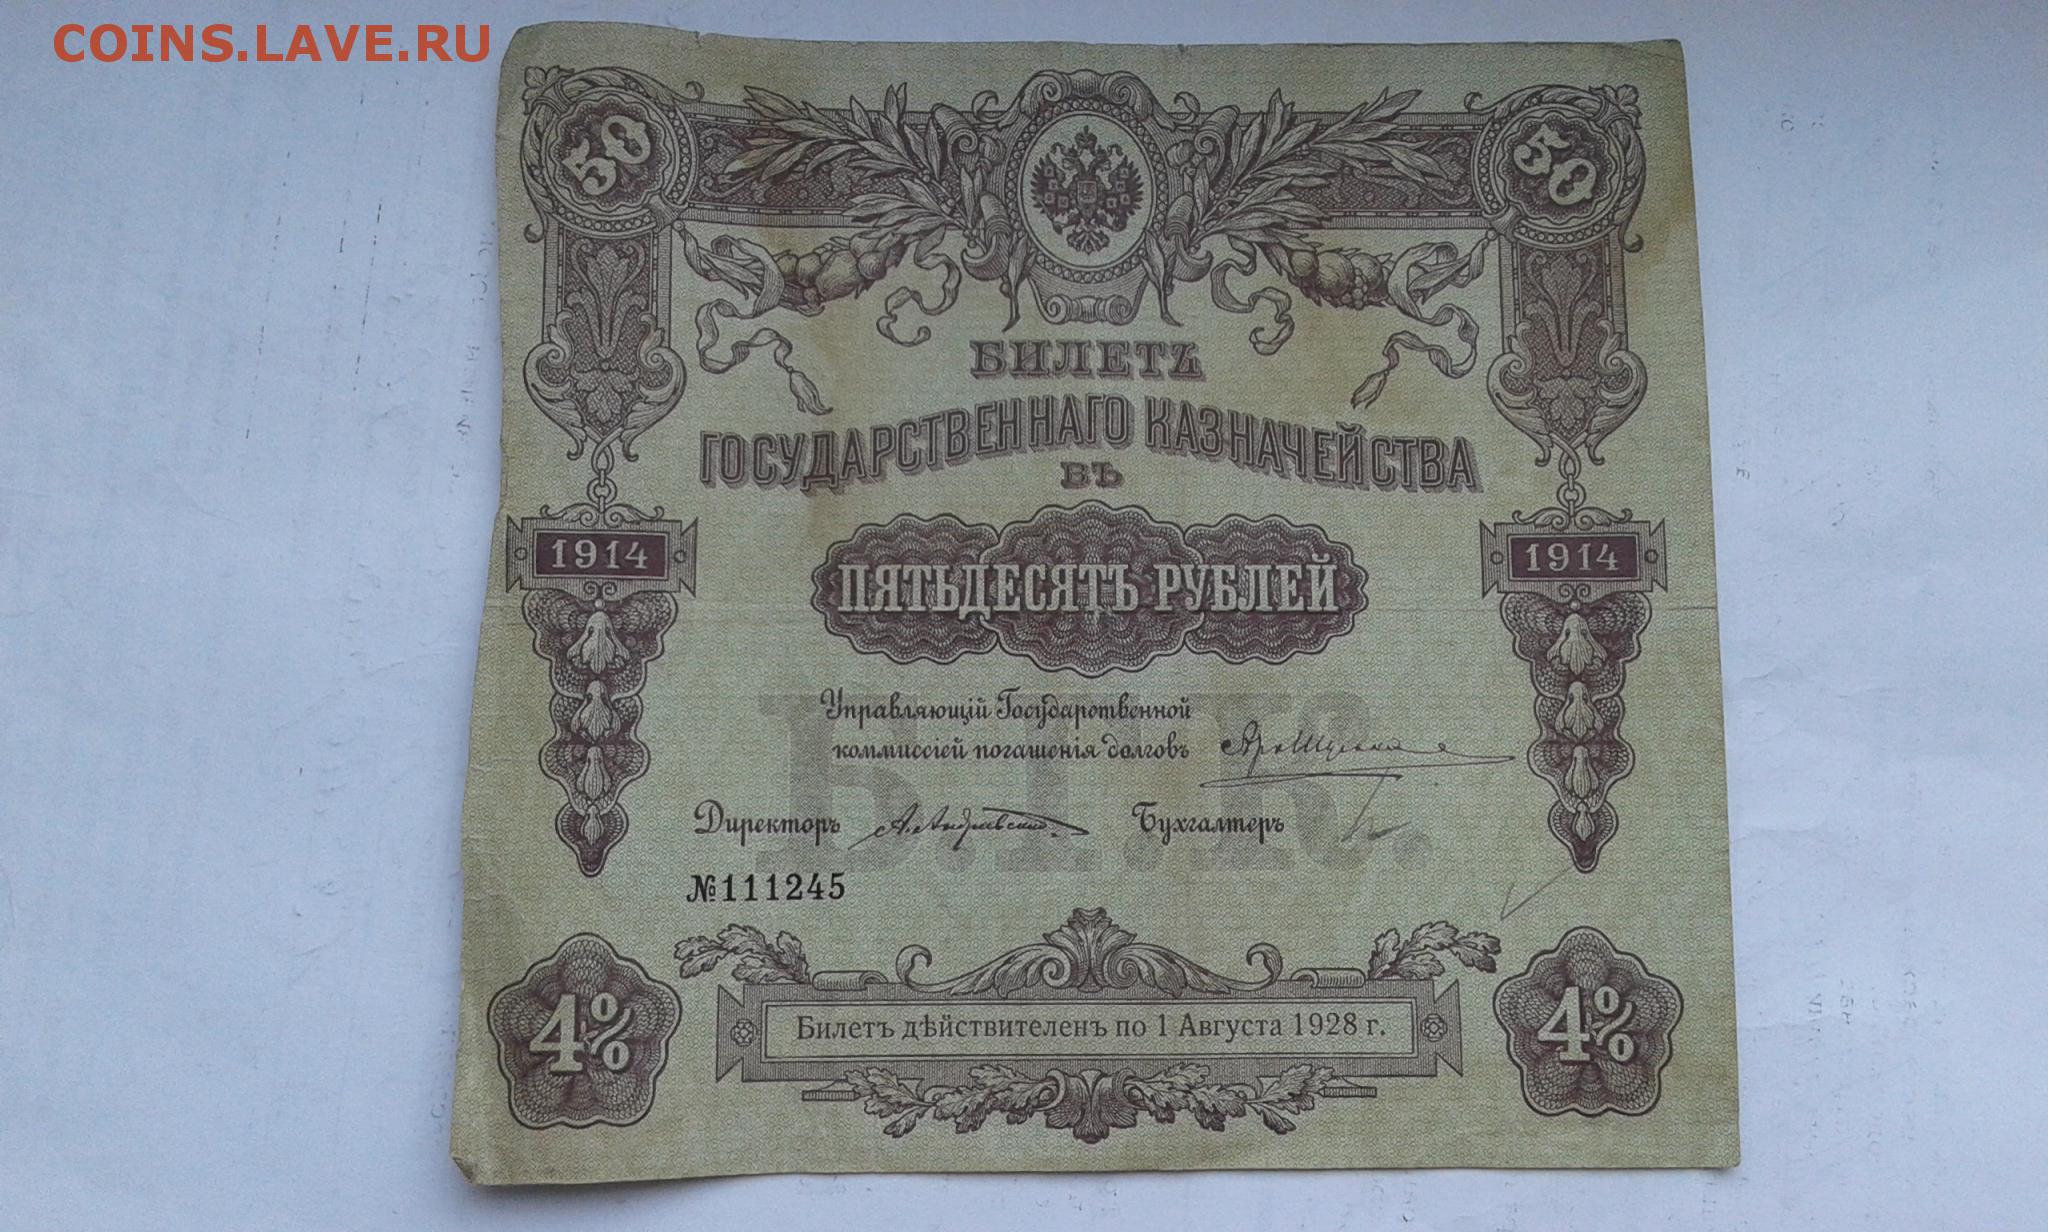 COINS.LAVE.RU
50 50
БИЛЕТЪ
ГОСУДАРСТВЕННАГО КАЗНАЧЕЙСТВА
ВЪ
1914 1914
ПЯТЬДЕСЯТЪ РУБЛЕЙ
Управляющій Государственной
коммиссіей погашенія долговъ
Директоръ Бухгалтеръ
№111245
4% 4%
Билетъ дѣйствителенъ по 1 Августа 1928 г.